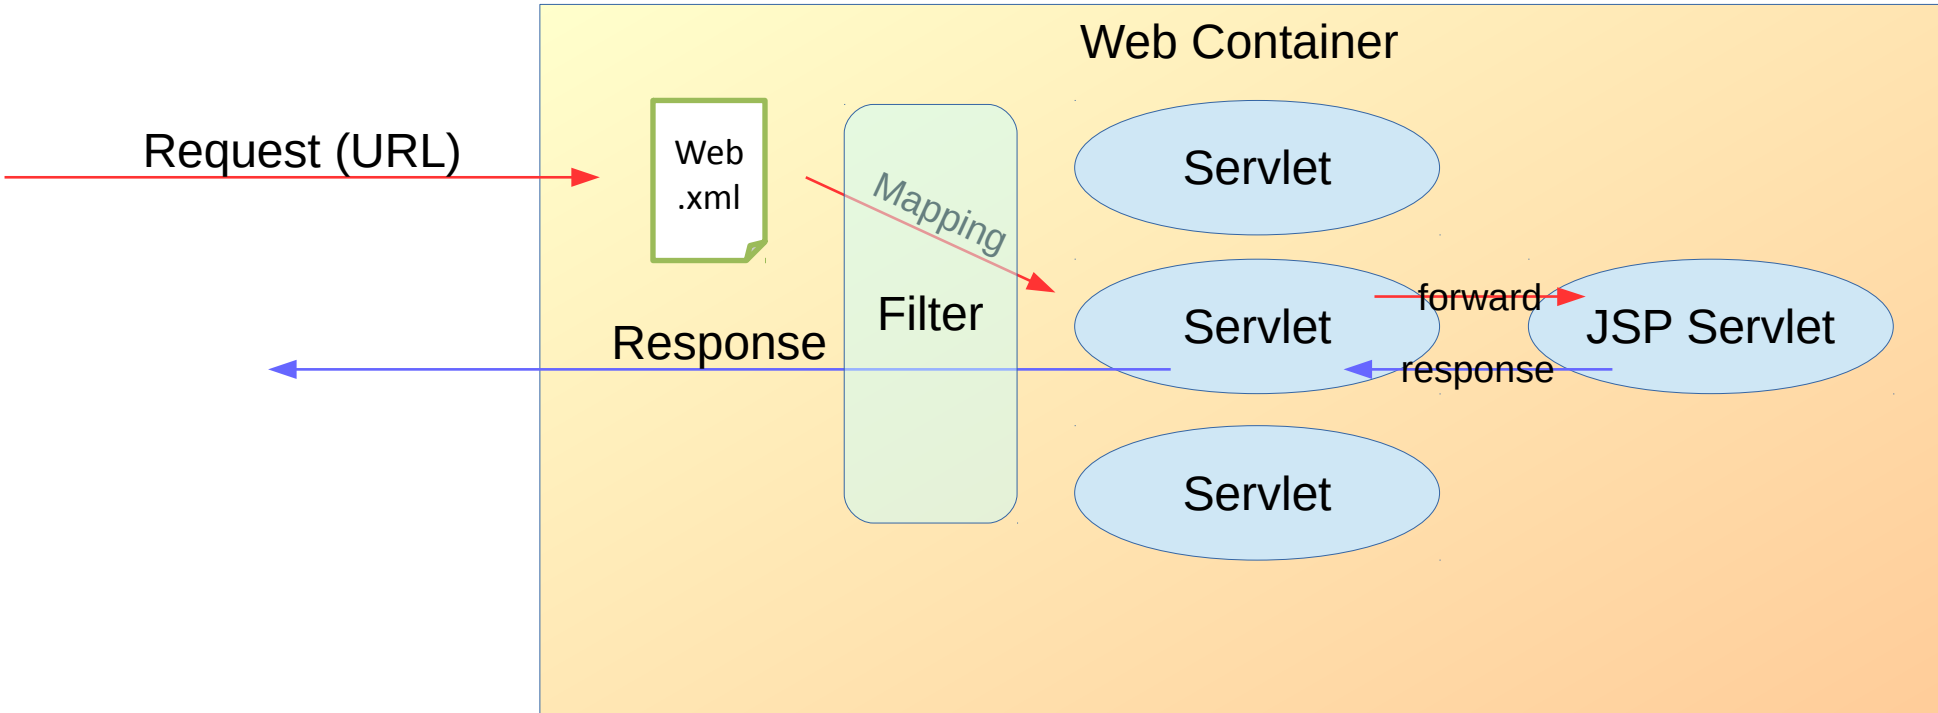 Web Container
Request (URL)
Web
.xml
Mapping
Servlet
Filter
Response
Servlet
forward
response
JSP Servlet
Servlet